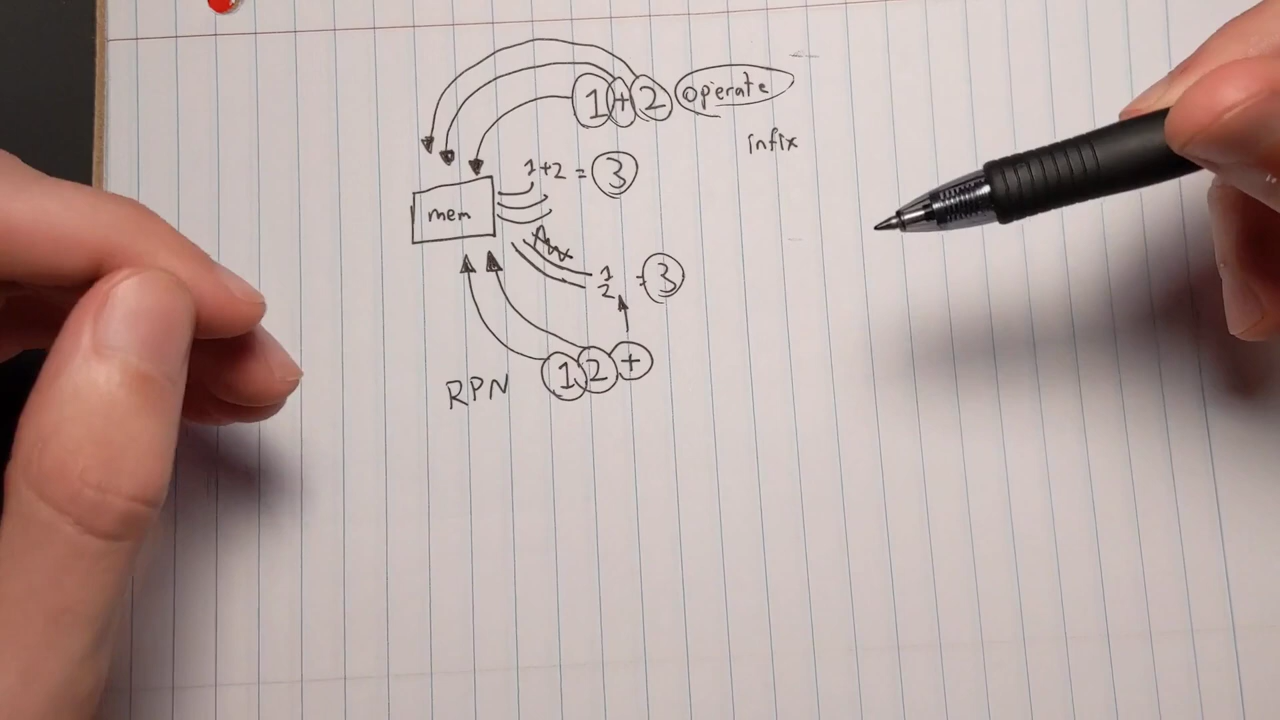 1 + 2 operate
infix
1+2 = 3
mem
1
2 = 3
RPN 1 2 +